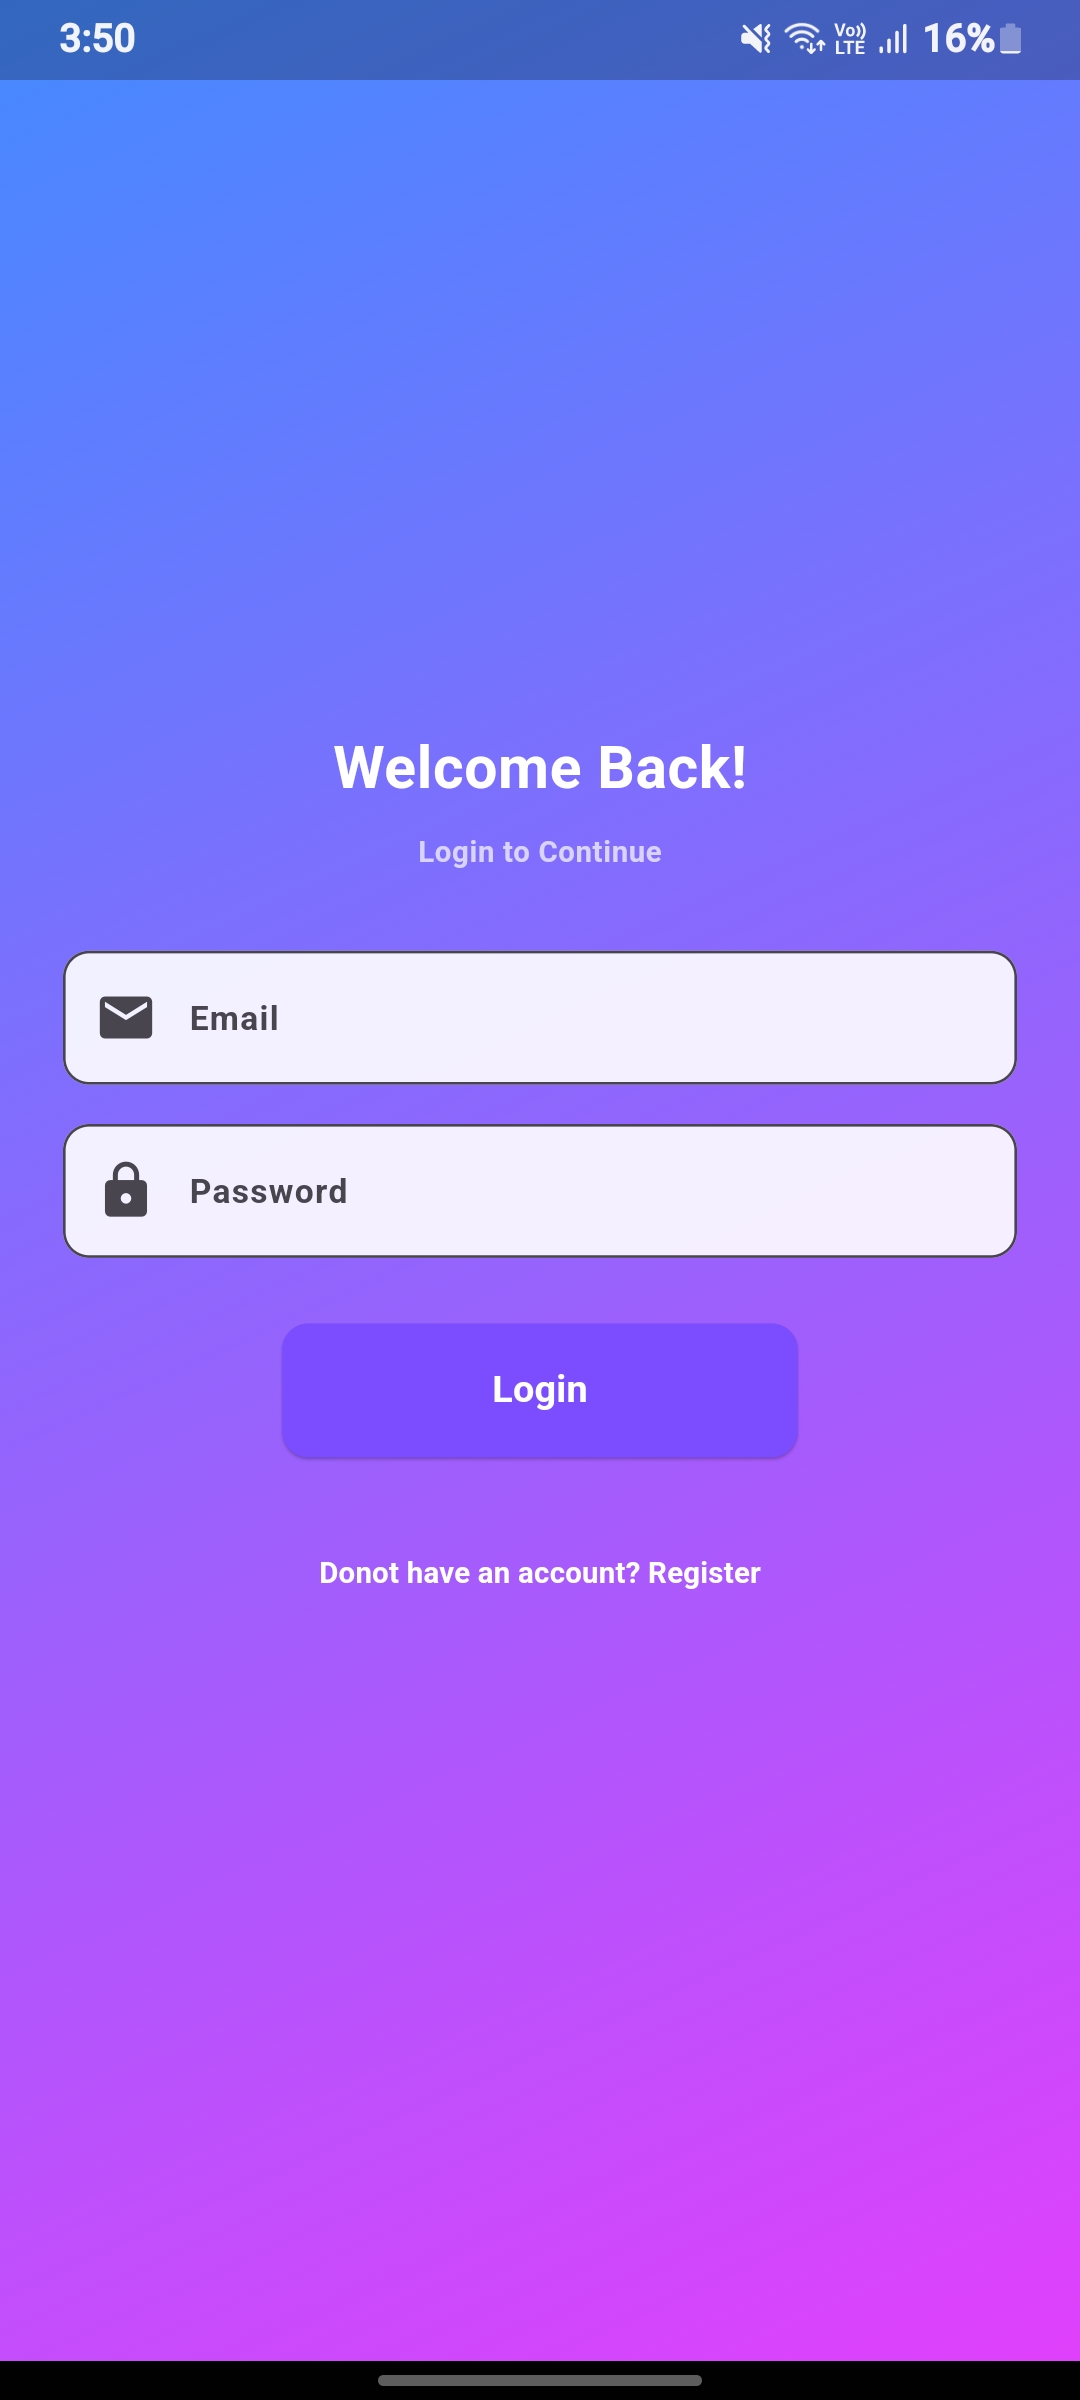 3:50 Vo)) LTE 16%
Welcome Back!
Login to Continue
Email
Password
Login
Donot have an account? Register